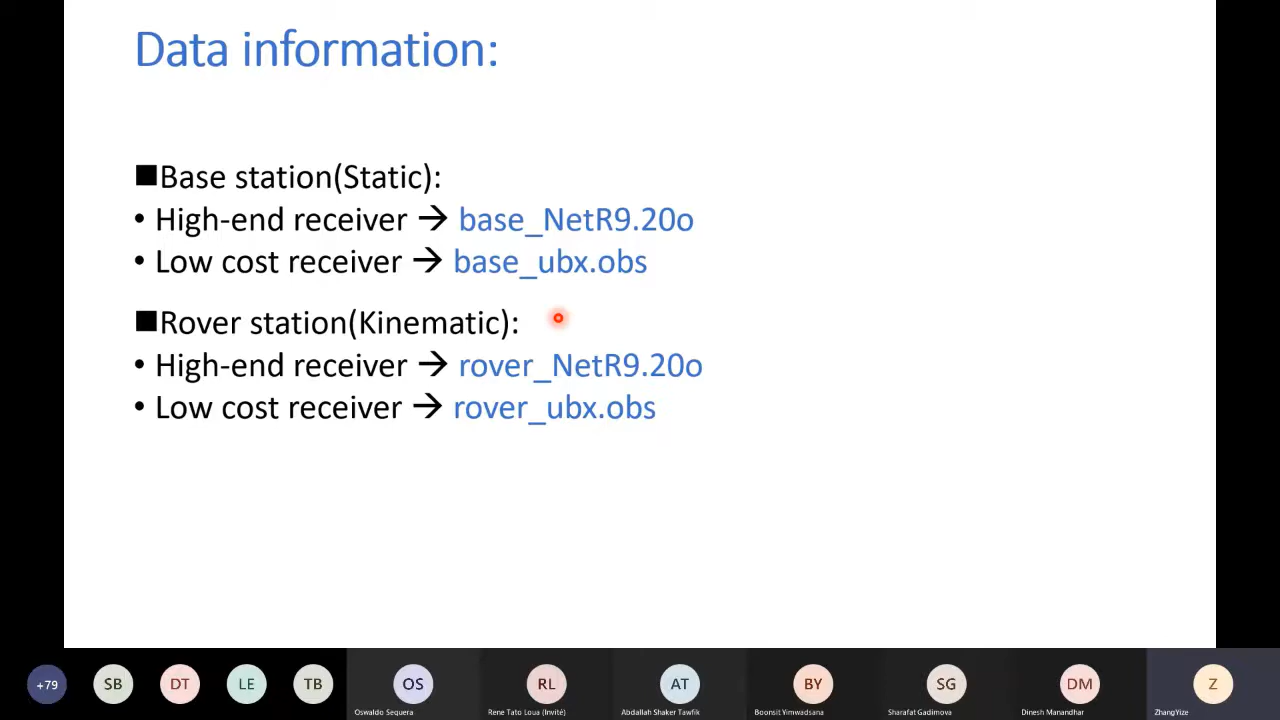 Data information:
■Base station(Static):
• High-end receiver → base_NetR9.20o
• Low cost receiver → base_ubx.obs
■Rover station(Kinematic):
• High-end receiver → rover_NetR9.20o
• Low cost receiver → rover_ubx.obs
+79 SB DT LE TB OS RL AT BY SG DM Z
Oswaldo Sequera Rene Tato Loua (Invité) Abdallah Shaker Tawfik Boonsit Yimwadsana Sharafat Gadimova Dinesh Manandhar ZhangYize